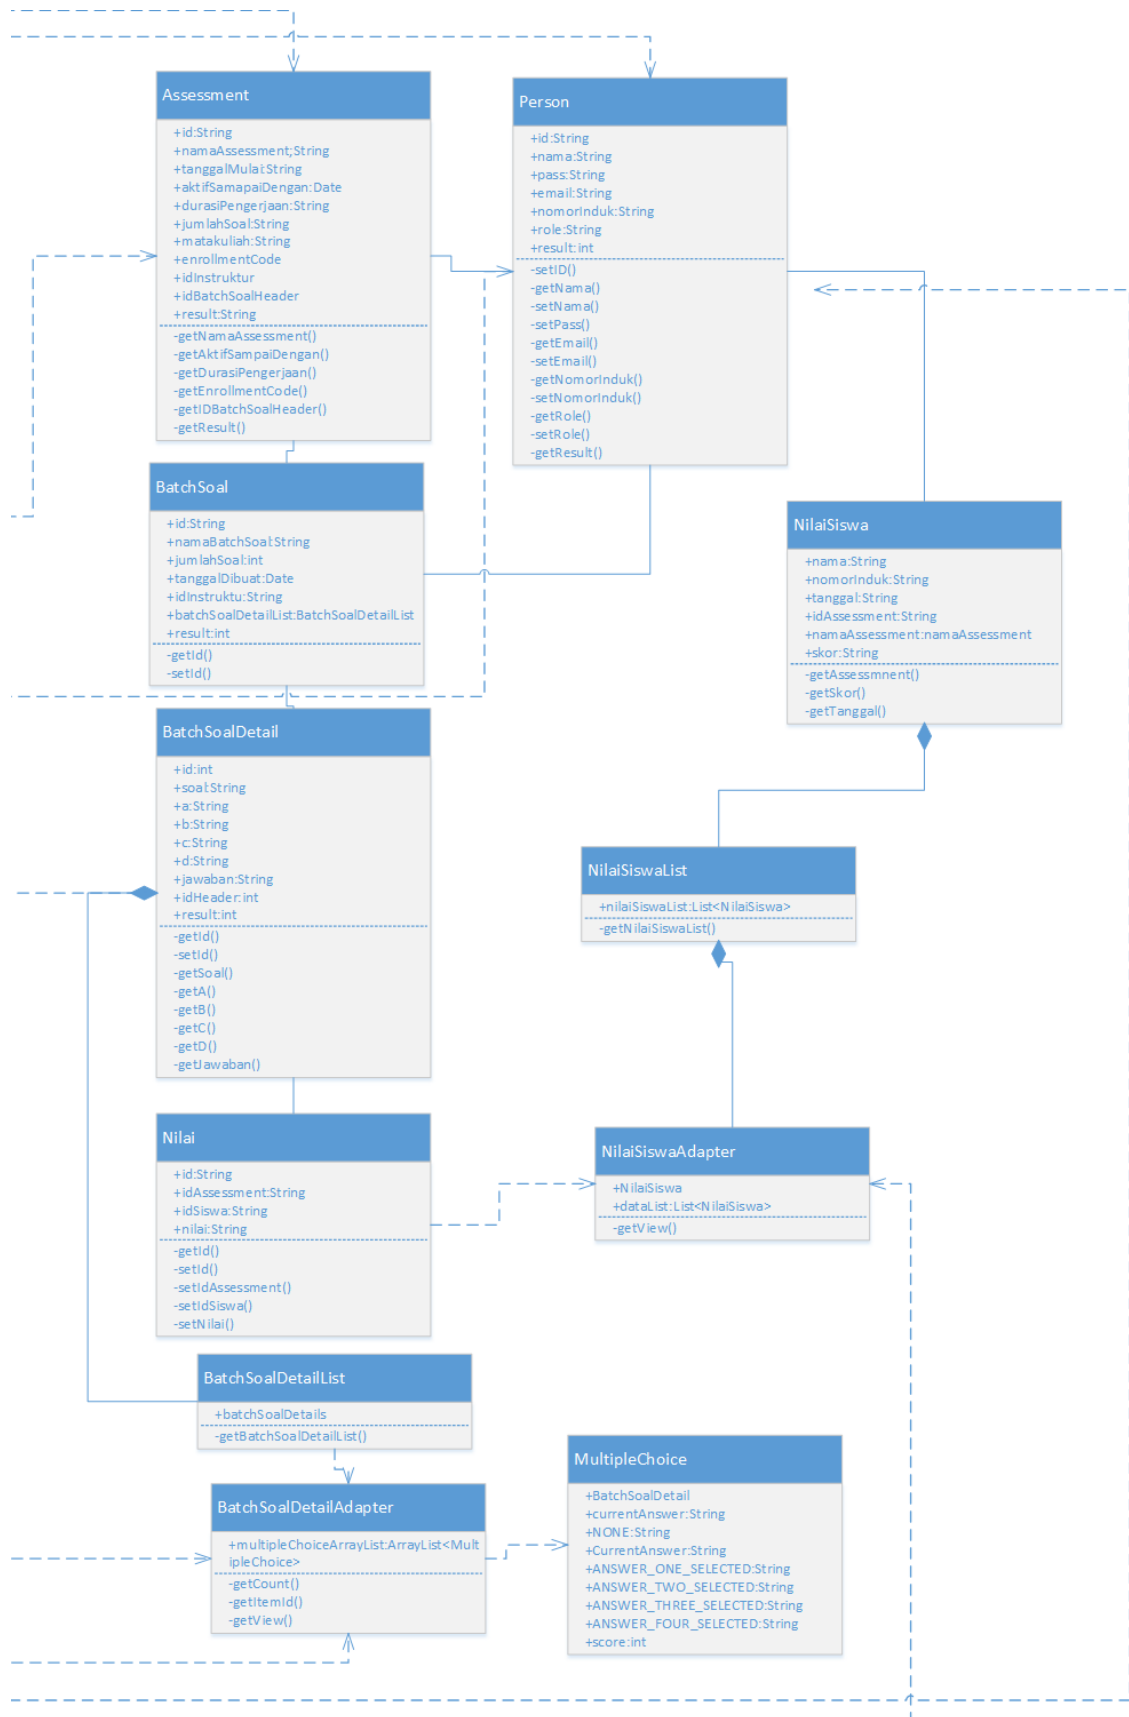 Assessment
+id:String
+namaAssessment;String
+tanggalMulai:String
+aktifSamapaiDengan:Date
+durasiPengerjaan:String
+jumlahSoal:String
+matakuliah:String
+enrollmentCode
+idInstruktur
+idBatchSoalHeader
+result:String
-getNamaAssessment()
-getAktifSampaiDengan()
-getDurasiPengerjaan()
-getEnrollmentCode()
-getIDBatchSoalHeader()
-getResult()
Person
+id:String
+nama:String
+pass:String
+email:String
+nomorInduk:String
+role:String
+result:int
-setID()
-getNama()
-setNama()
-setPass()
-getEmail()
-setEmail()
-getNomorInduk()
-setNomorInduk()
-getRole()
-setRole()
-getResult()
BatchSoal
+id:String
+namaBatchSoal:String
+jumlahSoal:int
+tanggalDibuat:Date
+idInstruktu:String
+batchSoalDetailList:BatchSoalDetailList
+result:int
-getId()
-setId()
NilaiSiswa
+nama:String
+nomorInduk:String
+tanggal:String
+idAssessment:String
+namaAssessment:namaAssessment
+skor:String
-getAssessmnent()
-getSkor()
-getTanggal()
BatchSoalDetail
+id:int
+soal:String
+a:String
+b:String
+c:String
+d:String
+jawaban:String
+idHeader:int
+result:int
-getId()
-setId()
-getSoal()
-getA()
-getB()
-getC()
-getD()
-getJawaban()
NilaiSiswaList
+nilaiSiswaList:List<NilaiSiswa>
-getNilaiSiswaList()
Nilai
+id:String
+idAssessment:String
+idSiswa:String
+nilai:String
-getId()
-setId()
-setIdAssessment()
-setIdSiswa()
-setNilai()
NilaiSiswaAdapter
+NilaiSiswa
+dataList:List<NilaiSiswa>
-getView()
BatchSoalDetailList
+batchSoalDetails
-getBatchSoalDetailList()
BatchSoalDetailAdapter
+multipleChoiceArrayList:ArrayList<Mult
ipleChoice>
-getCount()
-getItemId()
-getView()
MultipleChoice
+BatchSoalDetail
+currentAnswer:String
+NONE:String
+CurrentAnswer:String
+ANSWER_ONE_SELECTED:String
+ANSWER_TWO_SELECTED:String
+ANSWER_THREE_SELECTED:String
+ANSWER_FOUR_SELECTED:String
+score:int